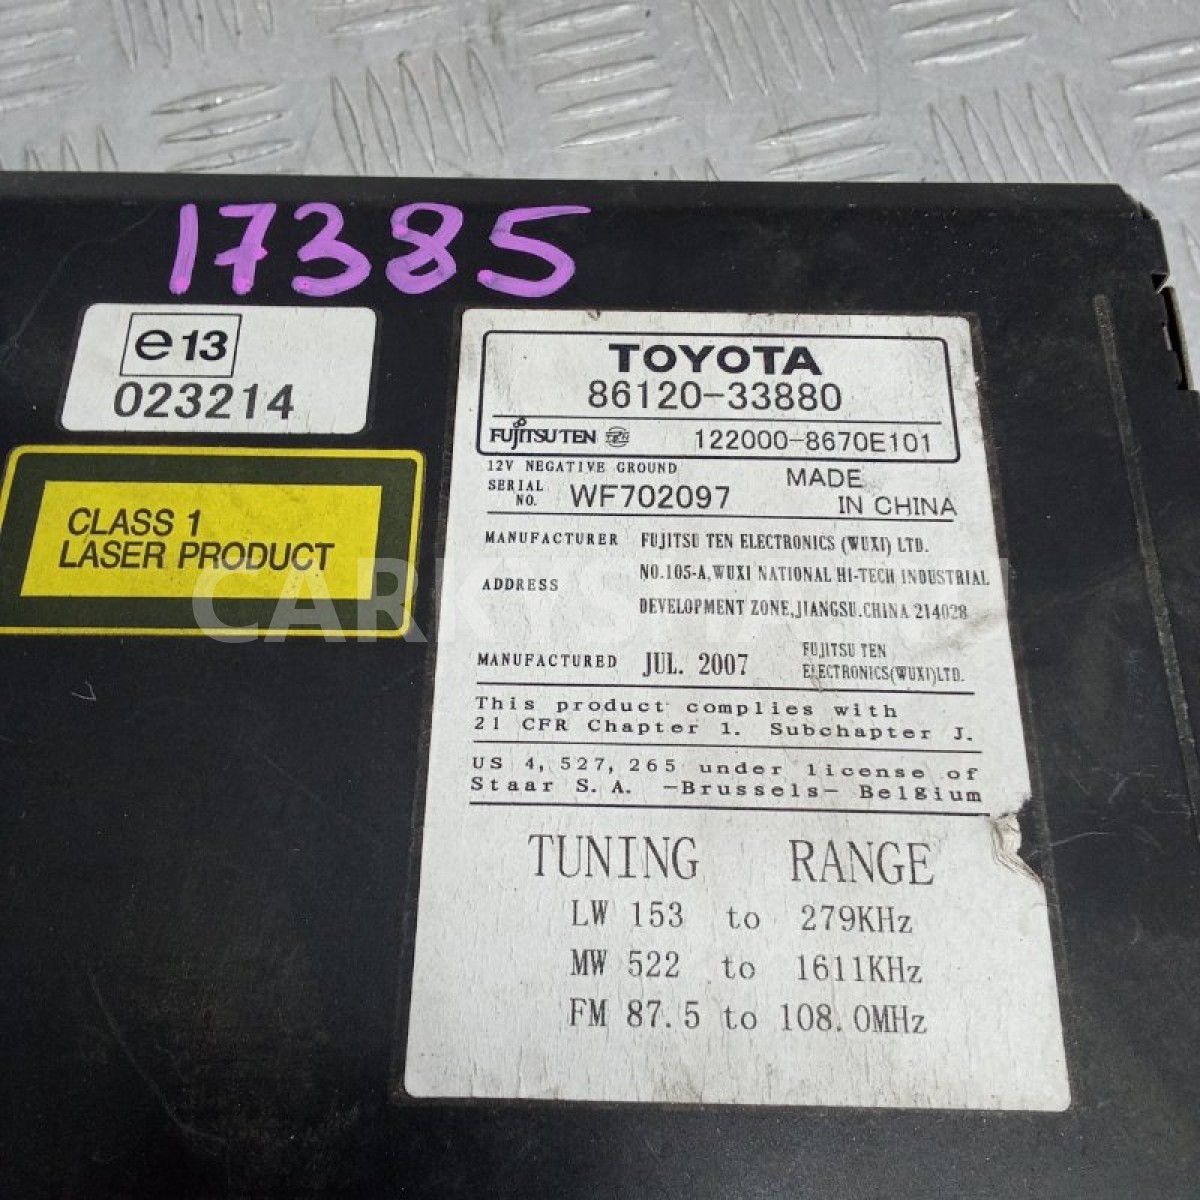 17385
e13
023214
CLASS 1
LASER PRODUCT
TOYOTA
86120-33880
FUJITSU TEN TEN 122000-8670E101
12V NEGATIVE GROUND
SERIAL NO. WF702097
MADE
IN CHINA
MANUFACTURER FUJITSU TEN ELECTRONICS (WUXI) LTD.
ADDRESS NO.105-A,WUXI NATIONAL HI-TECH INDUSTRIAL
DEVELOPMENT ZONE,JIANGSU.CHINA 214028
MANUFACTURED JUL. 2007
FUJITSU TEN
ELECTRONICS(WUXI)LTD.
This product complies with
21 CFR Chapter 1. Subchapter J.
US 4, 527, 265 under license of
Staar S. A. -Brussels- Belgium
TUNING RANGE
LW 153 to 279KHz
MW 522 to 1611KHz
FM 87.5 to 108.0MHz